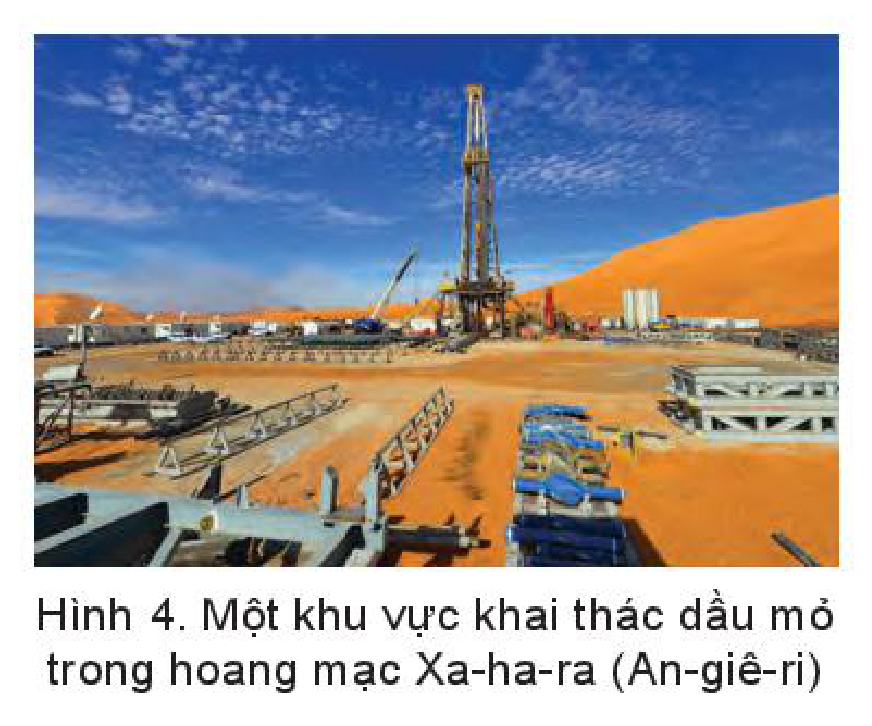 Hình 4. Một khu vực khai thác dầu mỏ
trong hoang mạc Xa-ha-ra (An-giê-ri)